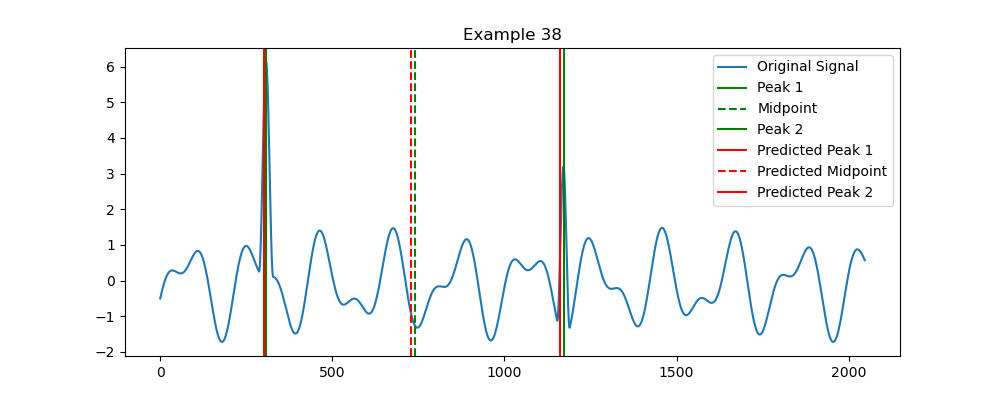 Example 38
6
5
4
3
2
1
0
−1
−2
0
500
1000
1500
2000
Original Signal
Peak 1
Midpoint
Peak 2
Predicted Peak 1
Predicted Midpoint
Predicted Peak 2